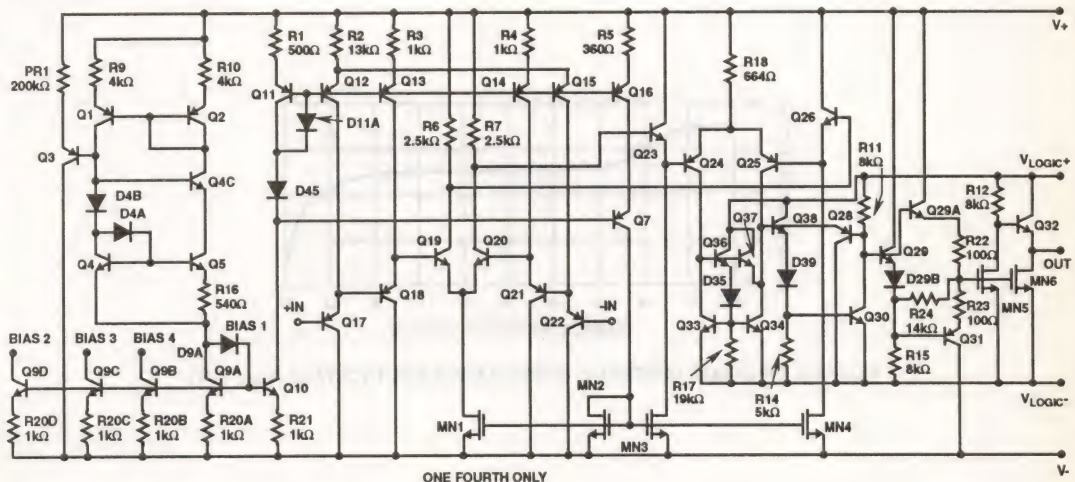 V+
R9
4kΩ
R10
4kΩ
R1
500Ω
R2
13kΩ
R3
1kΩ
R4
1kΩ
R5
360Ω
PR1
200kΩ
R18
664Ω
Q1
Q2
Q11
Q12
Q13
Q14
Q15
Q16
D11A
R6
2.5kΩ
R7
2.5kΩ
Q3
Q23
Q24
Q25
Q26
R11
8kΩ
VLOGIC+
Q4C
D4B
D4A
D45
Q7
Q37
Q38
Q28
Q29A
R12
8kΩ
Q32
Q4
Q5
Q19
Q20
Q36
Q29
R22
100Ω
OUT
R16
540Ω
Q18
Q21
D35
D39
D29B
MN6
MN5
+IN
-IN
Q17
Q22
Q33
Q34
Q30
R24
14kΩ
R23
100Ω
Q31
BIAS 2
BIAS 3
BIAS 4
BIAS 1
D9A
Q9D
Q9C
Q9B
Q9A
Q10
R17
19kΩ
R14
5kΩ
R15
8kΩ
VLOGIC-
MN2
MN1
MN3
MN4
R20D
1kΩ
R20C
1kΩ
R20B
1kΩ
R20A
1kΩ
R21
1kΩ
V-
ONE FOURTH ONLY